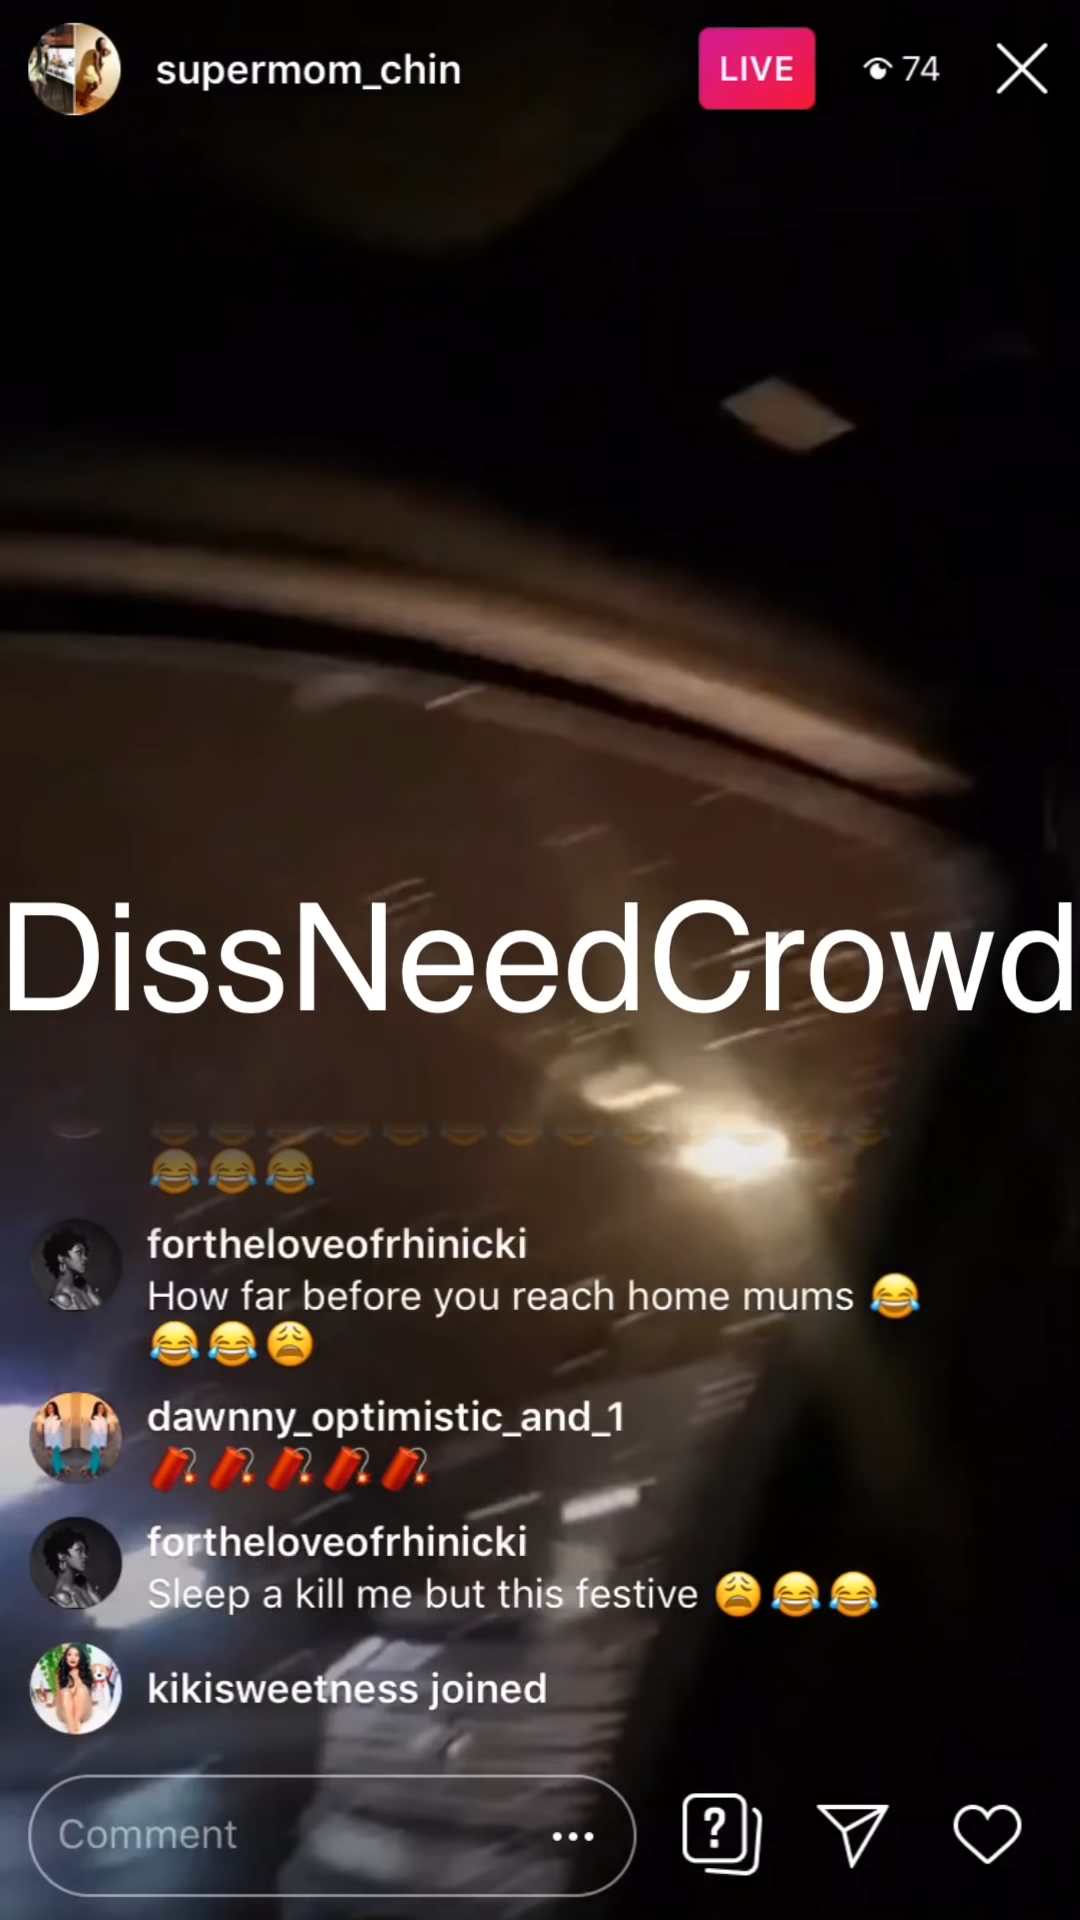 supermom_chin LIVE 74
DissNeedCrowd
😂😂😂
fortheloveofrhinicki
How far before you reach home mums 😂
😂😂😩
dawnny_optimistic_and_1
🧨🧨🧨🧨🧨
fortheloveofrhinicki
Sleep a kill me but this festive 😩😂😂
kikisweetness joined
Comment